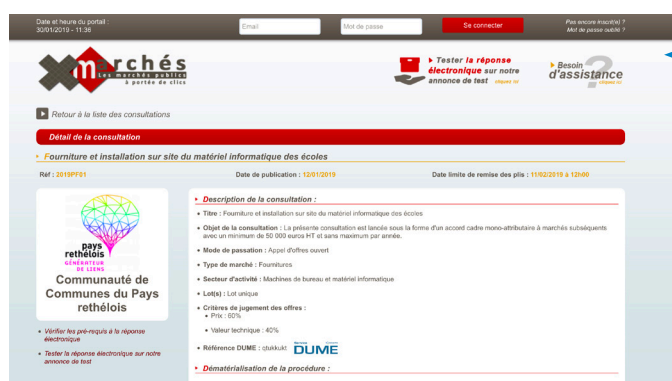 Date et heure du portail :
30/01/2019 - 11:36
Email
Mot de passe
Se connecter
Pas encore inscrit(e) ?
Mot de passe oublié ?
marchés
Les marchés publics
à portée de clics
Tester la réponse
électronique sur notre
annonce de test cliquez ici
Besoin
d'assistance
cliquez ici
Retour à la liste des consultations
Détail de la consultation
Fourniture et installation sur site du matériel informatique des écoles
Réf : 2019PF01
Date de publication : 12/01/2019
Date limite de remise des plis : 11/02/2019 à 12h00
pays
rethélois
GÉNÉRATEUR
DE LIENS
Communauté de
Communes du Pays
rethélois
• Vérifier les pré-requis à la réponse
électronique
• Tester la réponse électronique sur notre
annonce de test
• Description de la consultation :
• Titre : Fourniture et installation sur site du matériel informatique des écoles
• Objet de la consultation : La présente consultation est lancée sous la forme d'un accord cadre mono-attributaire à marchés subséquents
avec un minimum de 50 000 euros HT et sans maximum par année.
• Mode de passation : Appel d'offres ouvert
• Type de marché : Fournitures
• Secteur d'activité : Machines de bureau et matériel informatique
• Lot(s) : Lot unique
• Critères de jugement des offres :
• Prix : 60%
• Valeur technique : 40%
• Référence DUME : qtukkukt DUME
• Dématérialisation de la procédure :